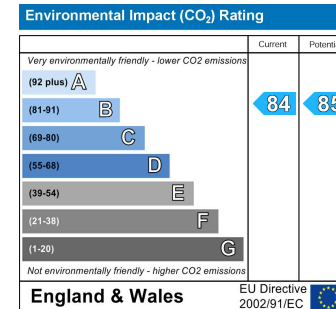 Environmental Impact (CO₂) Rating
Current Potenti
Very environmentally friendly - lower CO2 emissions
(92 plus) A
(81-91) B
84 85
(69-80) C
(55-68) D
(39-54) E
(21-38) F
(1-20) G
Not environmentally friendly - higher CO2 emissions
England & Wales
EU Directive
2002/91/EC